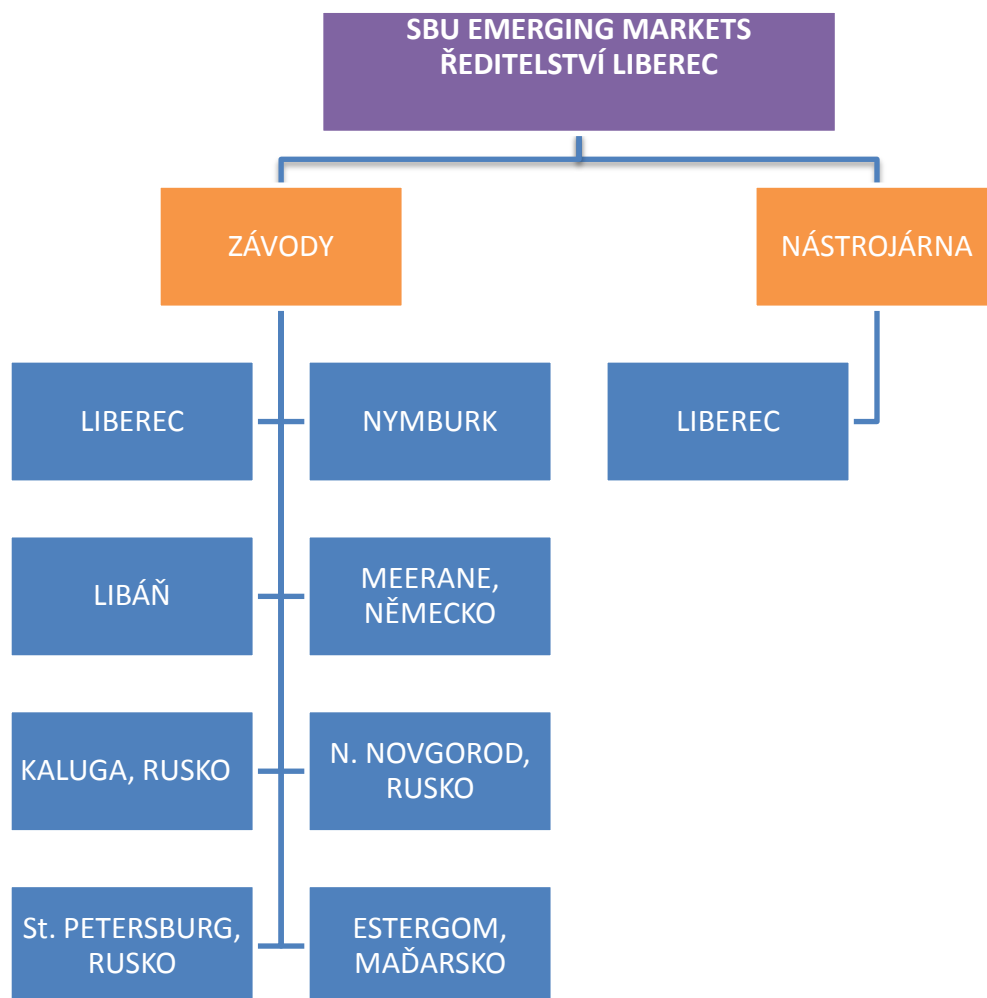 SBU EMERGING MARKETS
ŘEDITELSTVÍ LIBEREC
ZÁVODY
NÁSTROJÁRNA
LIBEREC
NYMBURK
LIBEREC
LIBÁŇ
MEERANE,
NĚMECKO
KALUGA, RUSKO
N. NOVGOROD,
RUSKO
St. PETERSBURG,
RUSKO
ESTERGOM,
MAĎARSKO